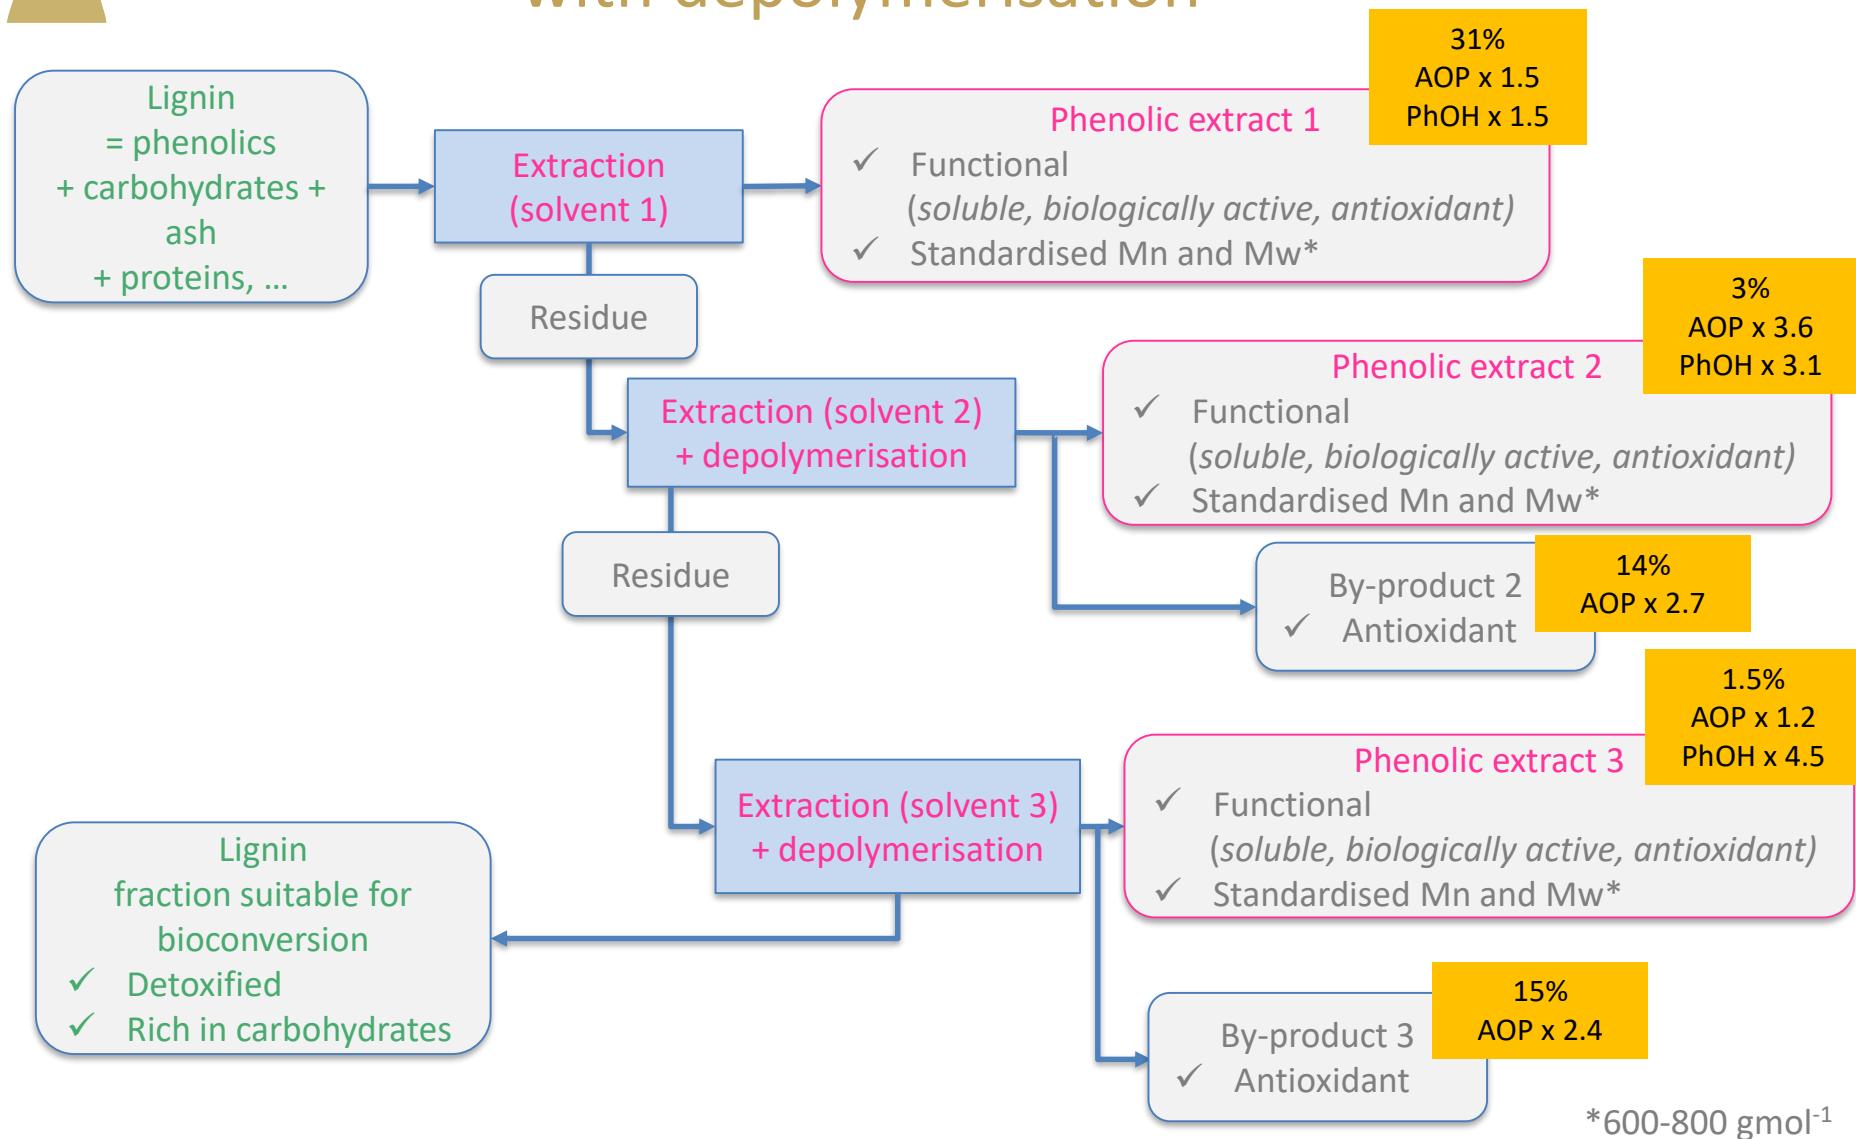 with depolymerisation
Lignin
= phenolics
+ carbohydrates +
ash
+ proteins, ...
Extraction
(solvent 1)
31%
AOP x 1.5
PhOH x 1.5
Phenolic extract 1
✓ Functional
(soluble, biologically active, antioxidant)
✓ Standardised Mn and Mw*
Residue
3%
AOP x 3.6
PhOH x 3.1
Extraction (solvent 2)
+ depolymerisation
Phenolic extract 2
✓ Functional
(soluble, biologically active, antioxidant)
✓ Standardised Mn and Mw*
Residue
By-product 2
✓ Antioxidant
14%
AOP x 2.7
1.5%
AOP x 1.2
PhOH x 4.5
Extraction (solvent 3)
+ depolymerisation
Phenolic extract 3
✓ Functional
(soluble, biologically active, antioxidant)
✓ Standardised Mn and Mw*
Lignin
fraction suitable for
bioconversion
✓ Detoxified
✓ Rich in carbohydrates
By-product 3
✓ Antioxidant
15%
AOP x 2.4
*600-800 gmol⁻¹